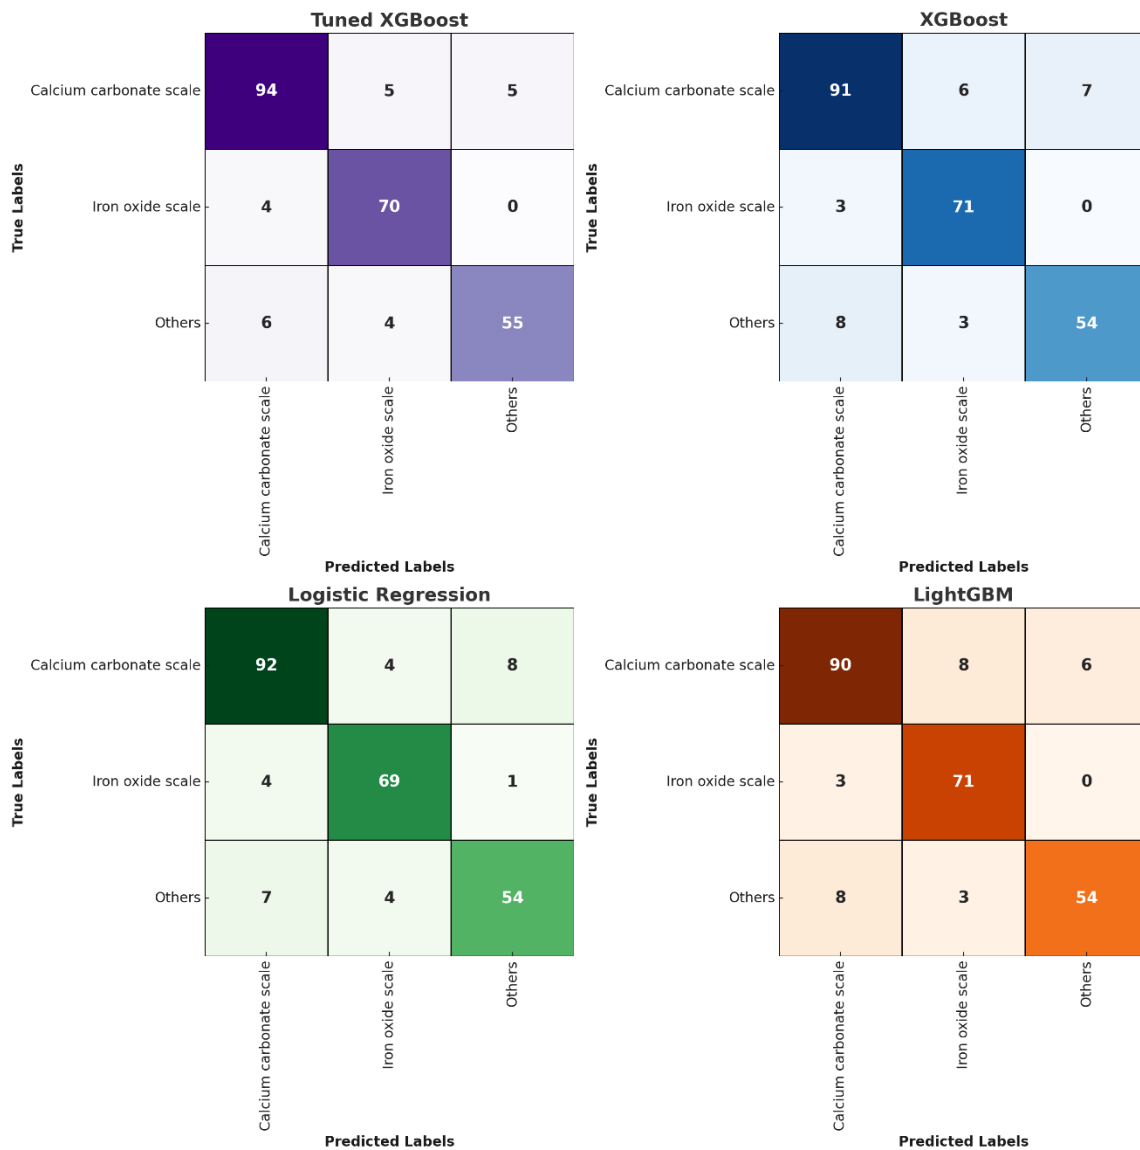 Tuned XGBoost
Calcium carbonate scale 94 5 5
Iron oxide scale 4 70 0
Others 6 4 55
True Labels
Calcium carbonate scale
Iron oxide scale
Others
Predicted Labels
XGBoost
Calcium carbonate scale 91 6 7
Iron oxide scale 3 71 0
Others 8 3 54
True Labels
Calcium carbonate scale
Iron oxide scale
Others
Predicted Labels
Logistic Regression
Calcium carbonate scale 92 4 8
Iron oxide scale 4 69 1
Others 7 4 54
True Labels
Calcium carbonate scale
Iron oxide scale
Others
Predicted Labels
LightGBM
Calcium carbonate scale 90 8 6
Iron oxide scale 3 71 0
Others 8 3 54
True Labels
Calcium carbonate scale
Iron oxide scale
Others
Predicted Labels